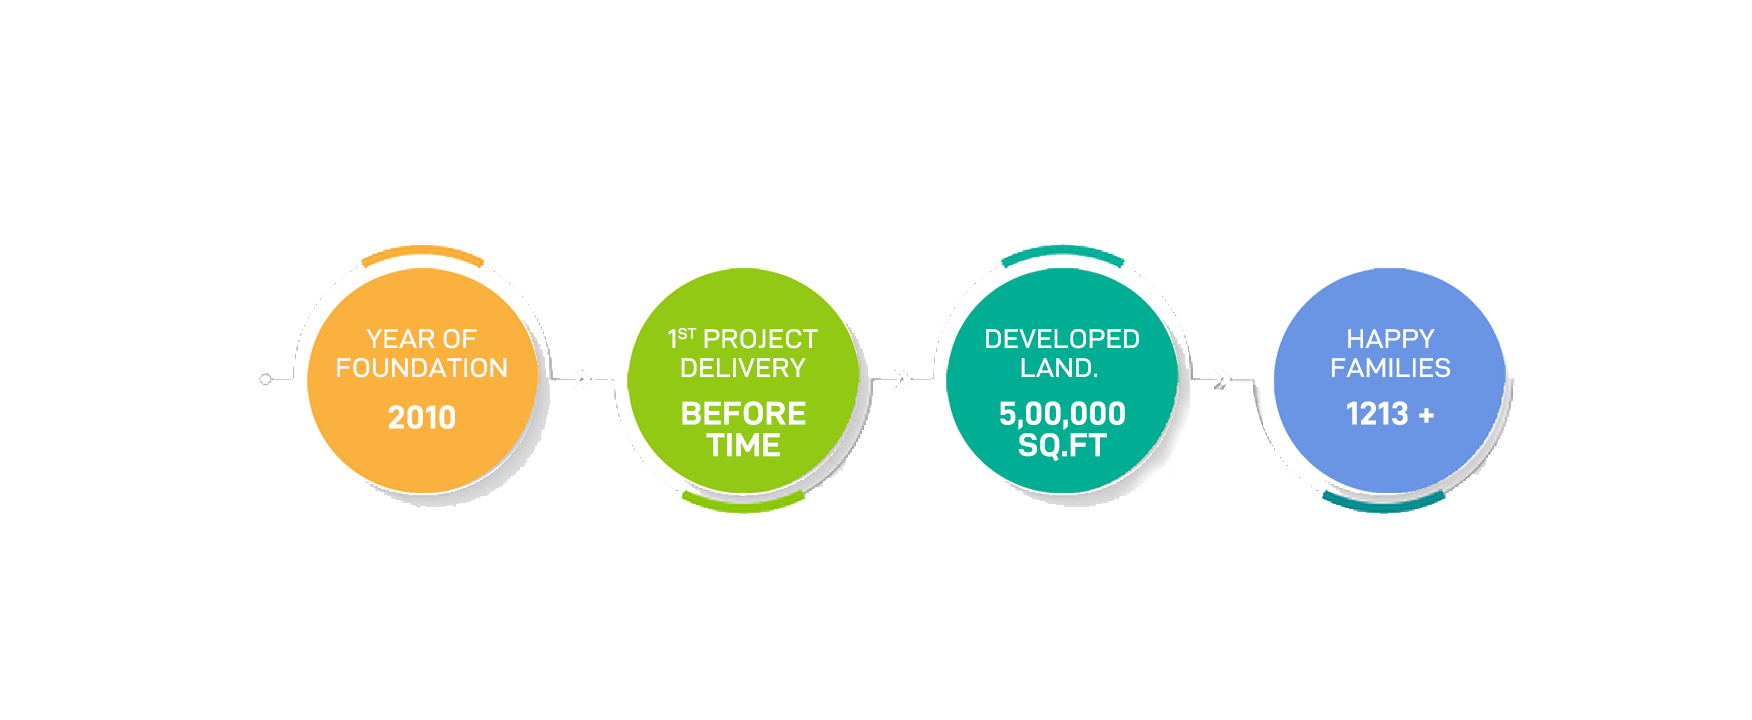 YEAR OF
FOUNDATION
2010
1ST PROJECT
DELIVERY
BEFORE
TIME
DEVELOPED
LAND.
5,00,000
SQ.FT
HAPPY
FAMILIES
1213 +